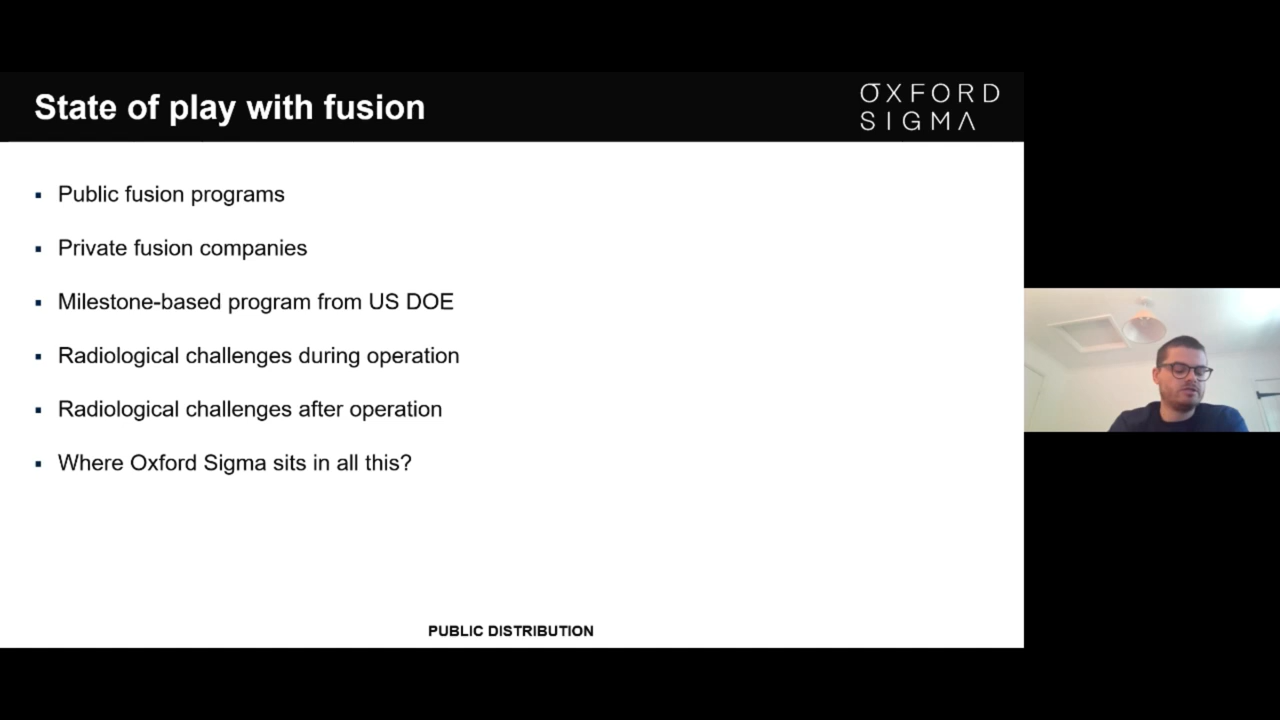 State of play with fusion
OXFORD
SIGMA
▪ Public fusion programs
▪ Private fusion companies
▪ Milestone-based program from US DOE
▪ Radiological challenges during operation
▪ Radiological challenges after operation
▪ Where Oxford Sigma sits in all this?
PUBLIC DISTRIBUTION